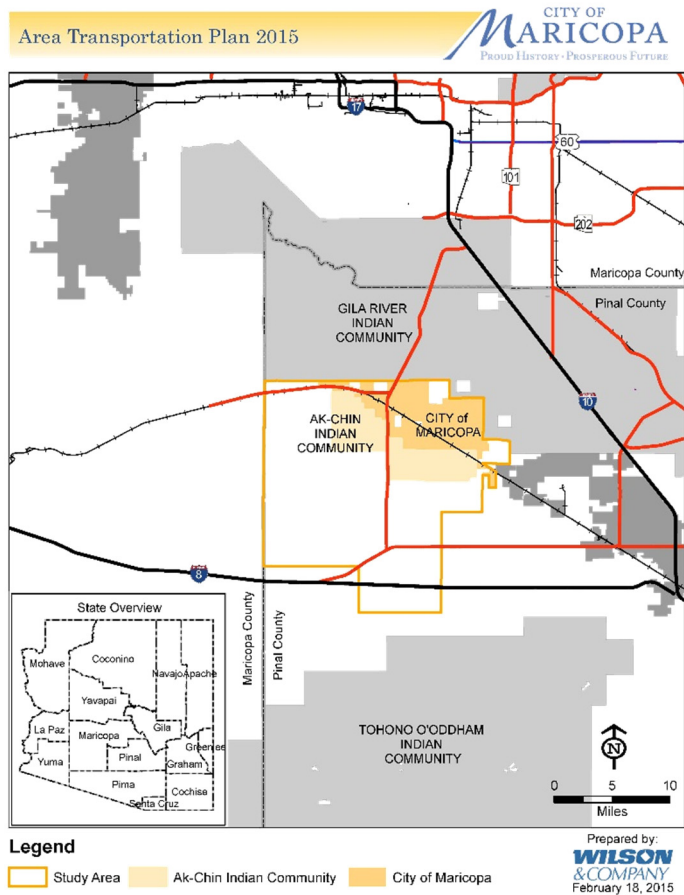 Area Transportation Plan 2015
CITY OF
MARICOPA
PROUD HISTORY • PROSPEROUS FUTURE
17
60
101
202
Maricopa County
Pinal County
GILA RIVER
INDIAN
COMMUNITY
10
AK-CHIN
INDIAN
COMMUNITY
CITY of
MARICOPA
8
Maricopa County
Pinal County
State Overview
Mohave
Coconino
Navajo
Apache
Yavapai
La Paz
Maricopa
Gila
Greenlee
Yuma
Pinal
Graham
Pima
Cochise
Santa Cruz
TOHONO O'ODDHAM
INDIAN
COMMUNITY
N
0 5 10
Miles
Legend
Study Area
Ak-Chin Indian Community
City of Maricopa
Prepared by:
WILSON
&COMPANY
February 18, 2015